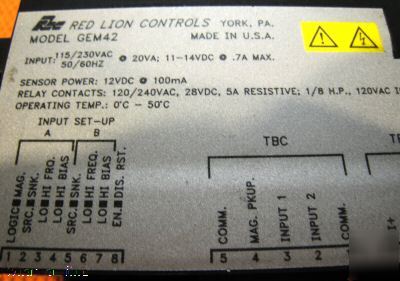 RED LION CONTROLS YORK, PA.
MODEL GEM42 MADE IN U.S.A.
INPUT: 115/230VAC 50/60HZ @ 20VA; 11-14VDC @ .7A MAX.
SENSOR POWER: 12VDC @ 100mA
RELAY CONTACTS: 120/240VAC, 28VDC, 5A RESISTIVE; 1/8 H.P., 120VAC
OPERATING TEMP.: 0°C - 50°C
INPUT SET-UP
A B
LOGIC MAG.
SRC. SNK.
LO HI FRQ.
LO HI BIAS
SRC. SNK.
LO HI FREQ.
LO HI BIAS
EN. DIS. RST.
1 2 3 4 5 6 7 8
TBC
COMM.
MAG. PKUP.
INPUT 1
INPUT 2
COMM.
5 4 3 2
I+